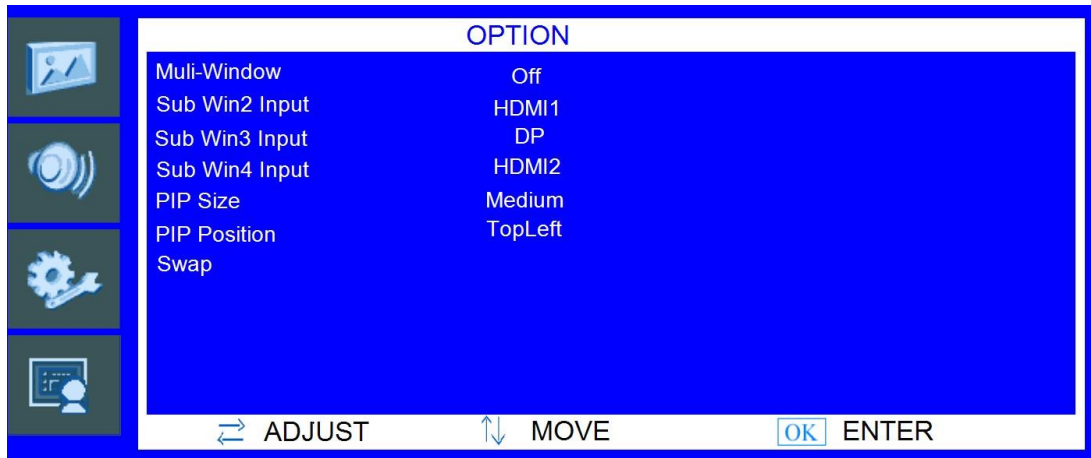 OPTION
Muli-Window Off
Sub Win2 Input HDMI1
Sub Win3 Input DP
Sub Win4 Input HDMI2
PIP Size Medium
PIP Position TopLeft
Swap
ADJUST MOVE OK ENTER